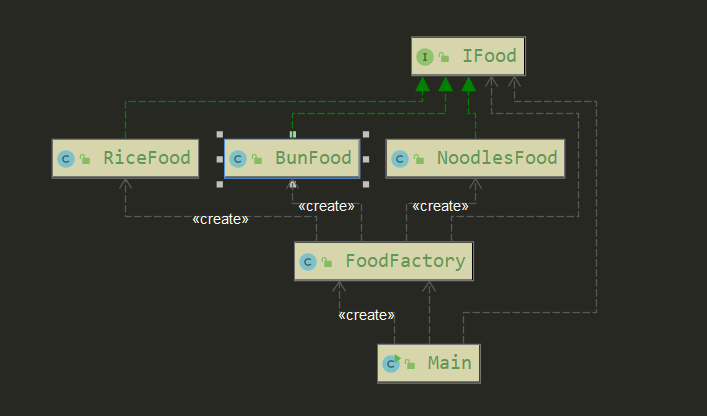 I IFood
C RiceFood
C BunFood
C NoodlesFood
«create»
«create»
«create»
C FoodFactory
«create»
C Main